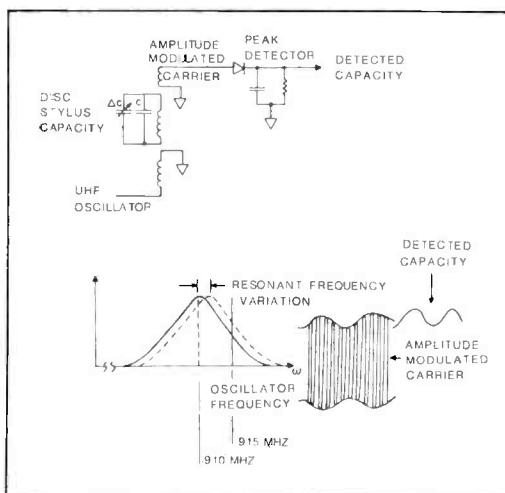 AMPLITUDE
MODULATED
CARRIER
PEAK
DETECTOR
DETECTED
CAPACITY
DISC
STYLUS
CAPACITY
ΔC
C
UHF
OSCILLATOR
DETECTED
CAPACITY
RESONANT FREQUENCY
VARIATION
AMPLITUDE
MODULATED
CARRIER
ω
OSCILLATOR
FREQUENCY
915 MHZ
910 MHZ